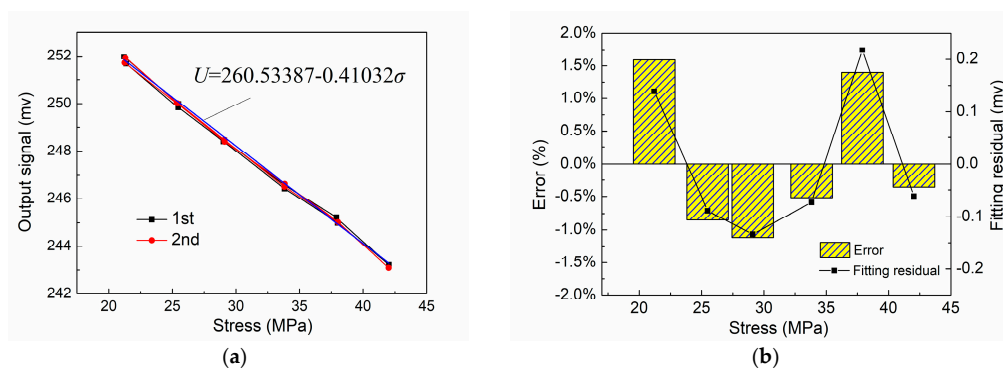 252
250
248
246
244
242
Output signal (mv)
U=260.53387-0.41032σ
1st
2nd
20 25 30 35 40 45
Stress (MPa)
(a)
2.0%
1.5%
1.0%
0.5%
0.0%
-0.5%
-1.0%
-1.5%
-2.0%
Error (%)
Error
Fitting residual
0.2
0.1
0.0
-0.1
-0.2
Fitting residual (mv)
15 20 25 30 35 40 45
Stress (MPa)
(b)